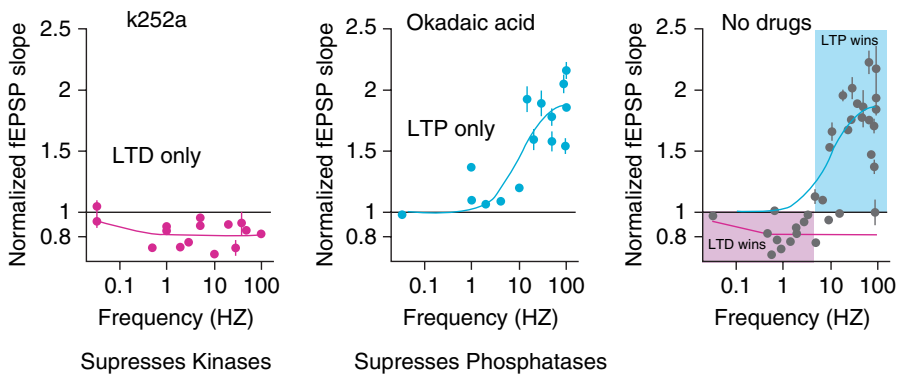 k252a
Normalized fEPSP slope
2.5
2
1.5
1
0.8
LTD only
0.1 1 10 100
Frequency (HZ)
Supresses Kinases
Okadaic acid
Normalized fEPSP slope
2.5
2
1.5
1
0.8
LTP only
0.1 1 10 100
Frequency (HZ)
Supresses Phosphatases
No drugs
Normalized fEPSP slope
2.5
2
1.5
1
0.8
LTP wins
LTD wins
0.1 1 10 100
Frequency (HZ)